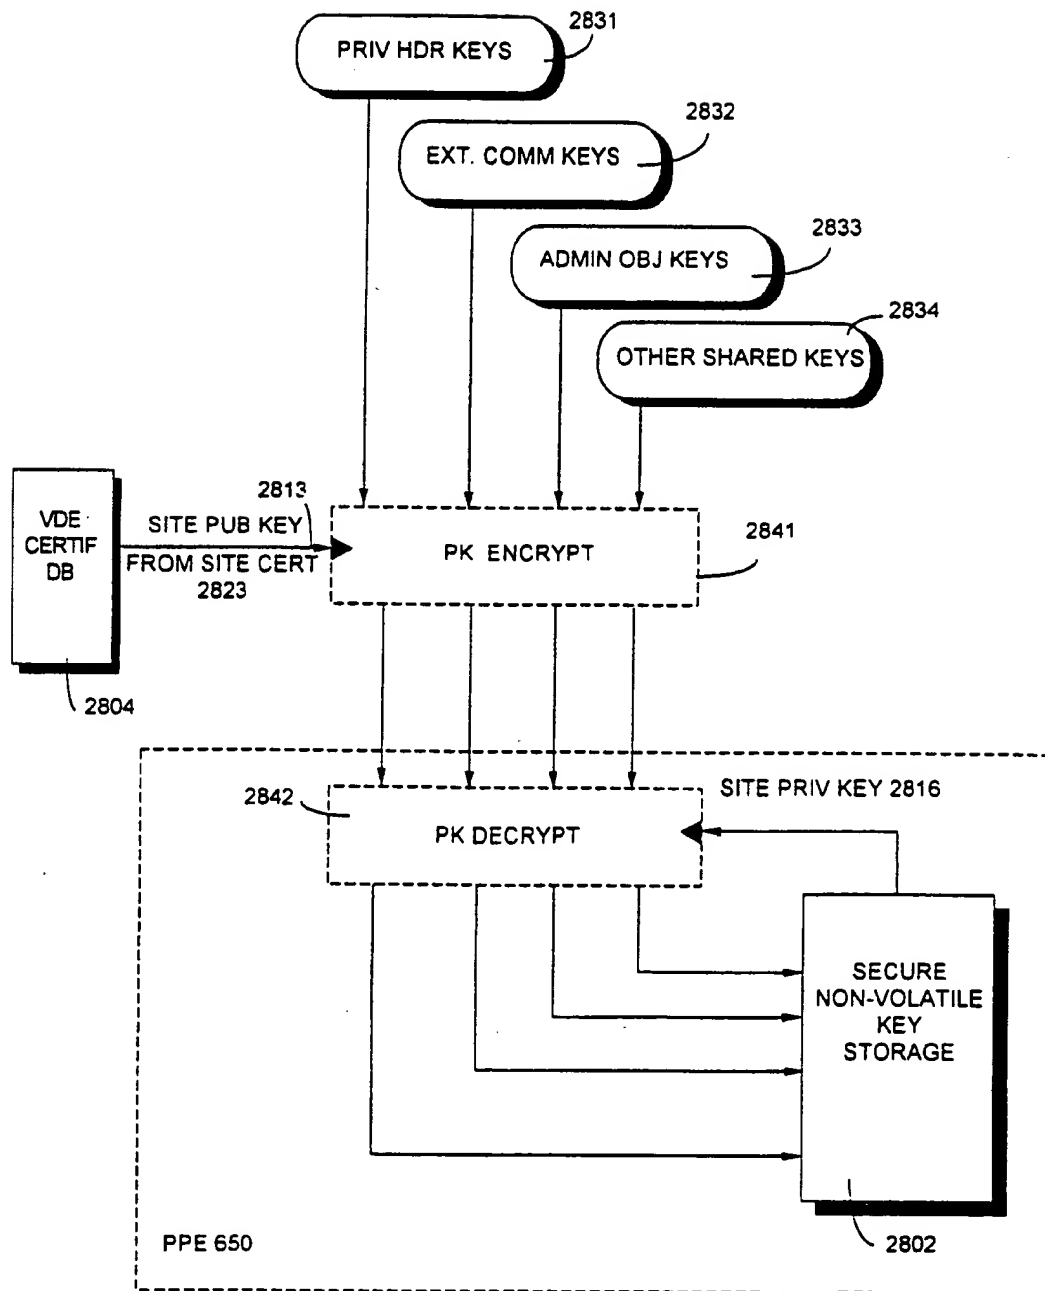 2831
PRIV HDR KEYS
2832
EXT. COMM KEYS
2833
ADMIN OBJ KEYS
2834
OTHER SHARED KEYS
2813
VDE
CERTIF
DB
SITE PUB KEY
FROM SITE CERT
2823
PK ENCRYPT
2841
2804
2842
SITE PRIV KEY 2816
PK DECRYPT
SECURE
NON-VOLATILE
KEY
STORAGE
PPE 650
2802